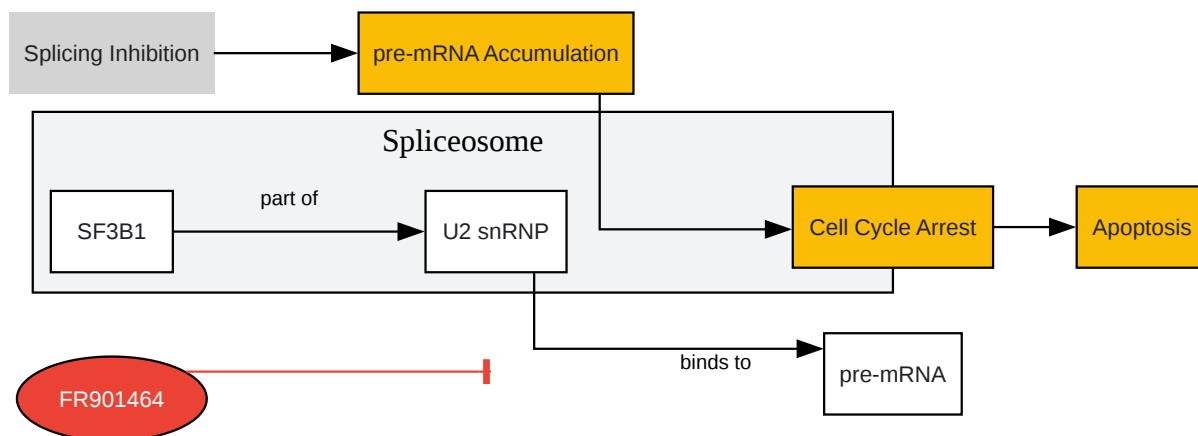 Splicing Inhibition
pre-mRNA Accumulation
Spliceosome
part of
SF3B1
U2 snRNP
Cell Cycle Arrest
Apoptosis
binds to
pre-mRNA
FR901464